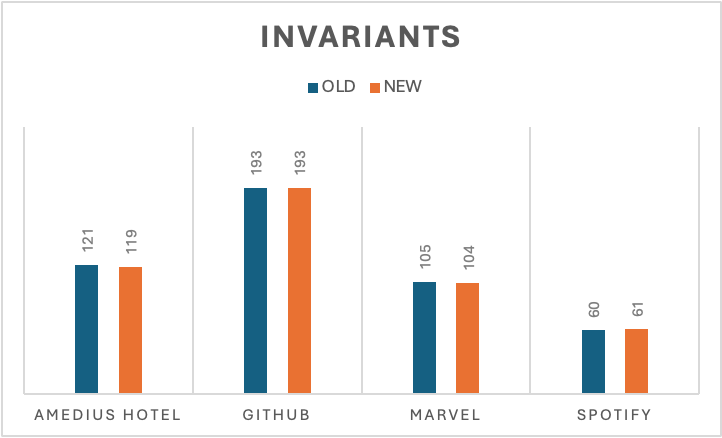 INVARIANTS
OLD NEW
121 119 193 193 105 104 60 61
AMEDIUS HOTEL GITHUB MARVEL SPOTIFY